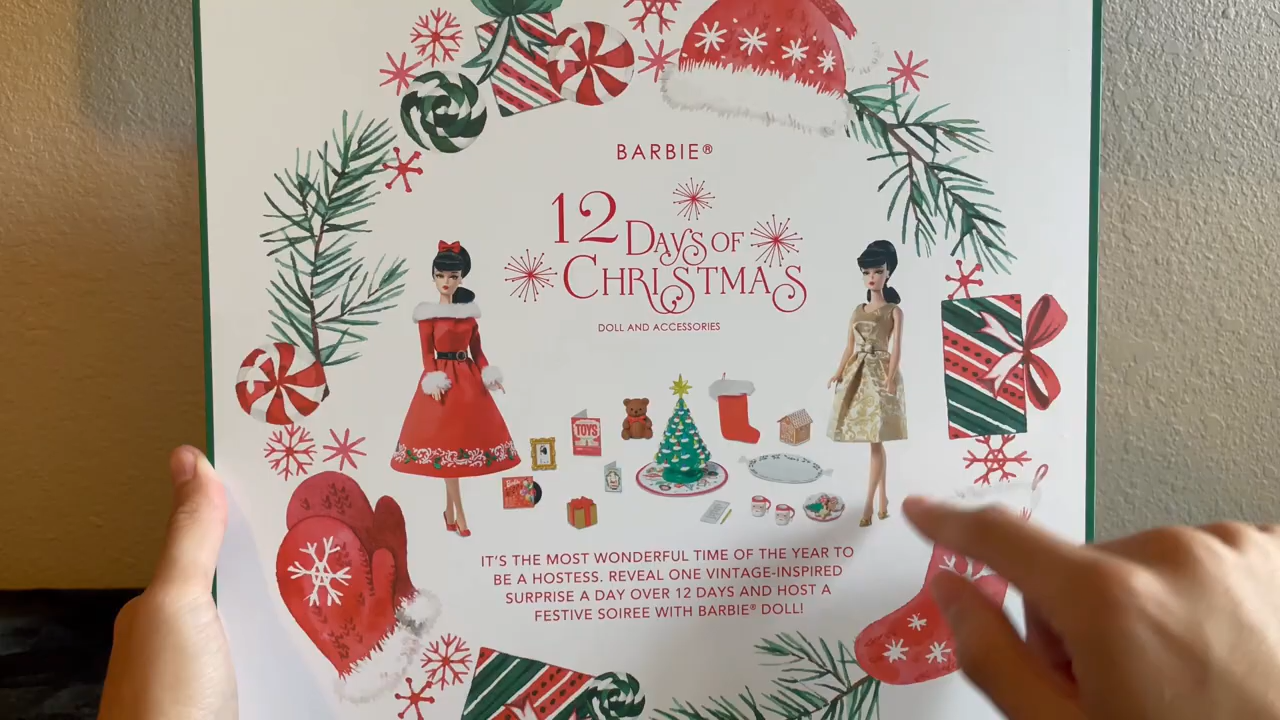 BARBIE®
12 DAYS OF
CHRISTMAS
DOLL AND ACCESSORIES
TOYS
Barbie
IT'S THE MOST WONDERFUL TIME OF THE YEAR TO
BE A HOSTESS. REVEAL ONE VINTAGE-INSPIRED
SURPRISE A DAY OVER 12 DAYS AND HOST A
FESTIVE SOIREE WITH BARBIE® DOLL!